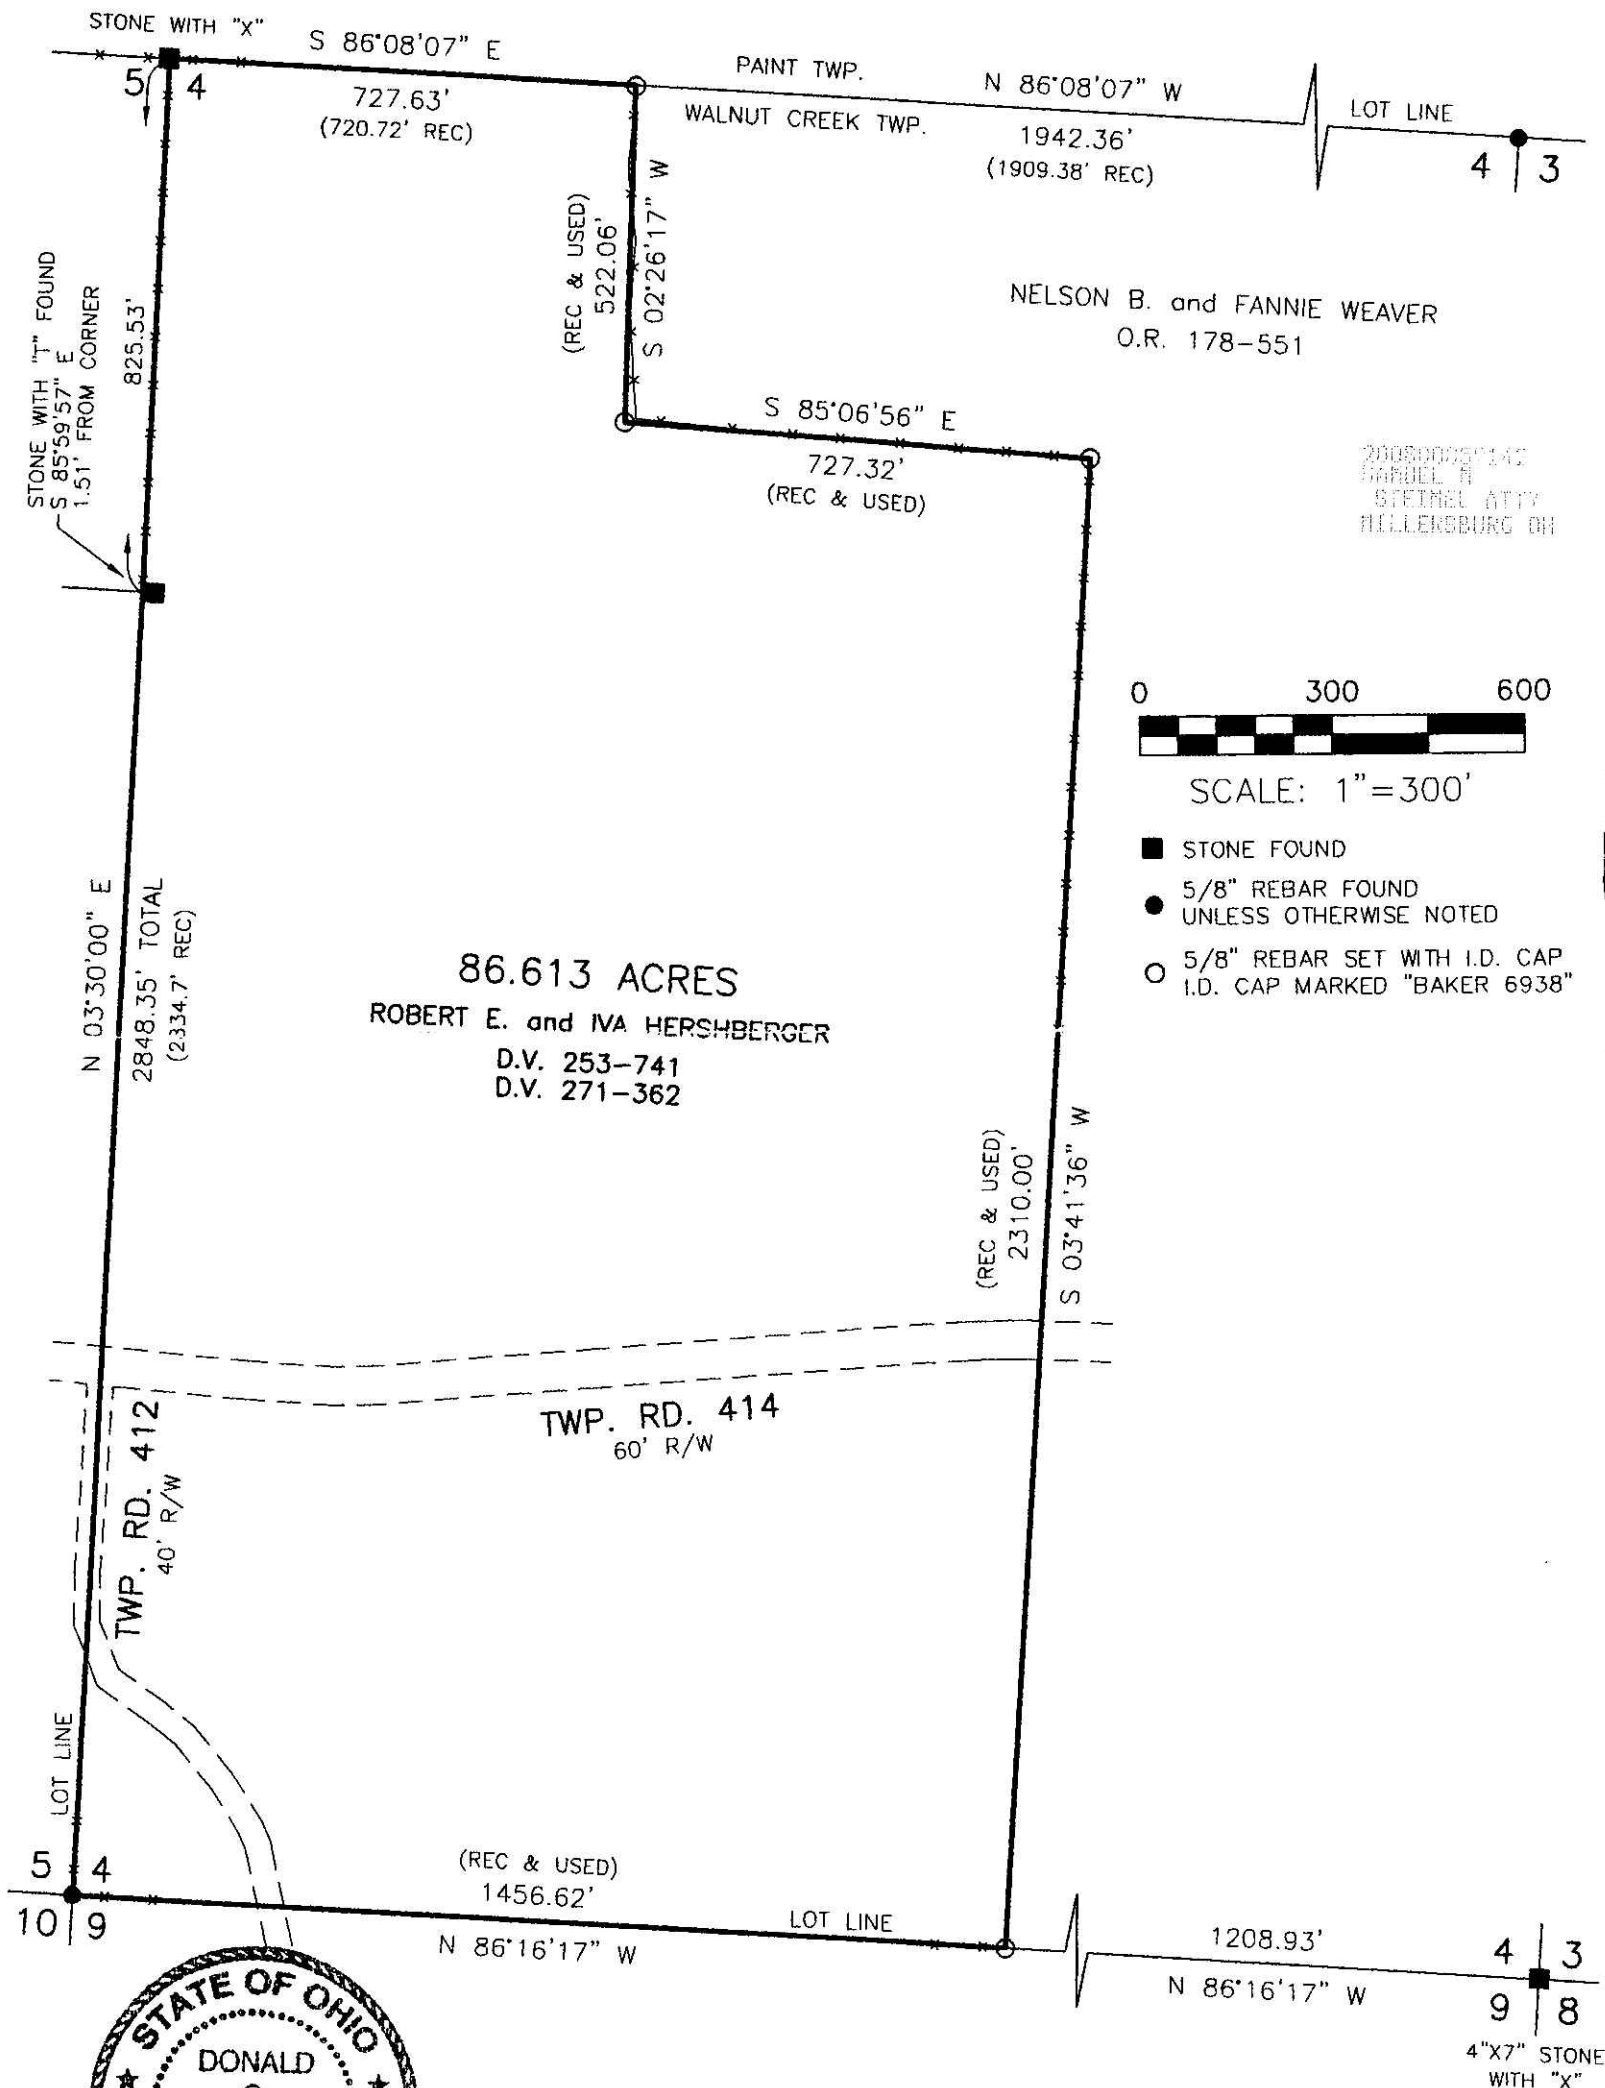 STONE WITH "X"
S 86°08'07" E
PAINT TWP.
N 86°08'07" W
LOT LINE
5 4
727.63'
(720.72' REC)
WALNUT CREEK TWP.
1942.36'
(1909.38' REC)
4 3
STONE WITH "T" FOUND
S 85°59'57" E
1.51' FROM CORNER
825.53'
(REC & USED)
522.06'
S 02°26'17" W
NELSON B. and FANNIE WEAVER
O.R. 178-551
S 85°06'56" E
727.32'
(REC & USED)
STEIMEL ATTY
MILLERSBURG OH
0 300 600
SCALE: 1"=300'
STONE FOUND
5/8" REBAR FOUND
UNLESS OTHERWISE NOTED
5/8" REBAR SET WITH I.D. CAP
I.D. CAP MARKED "BAKER 6938"
N 03°30'00" E
2848.35' TOTAL
(2334.7' REC)
86.613 ACRES
ROBERT E. and IVA HERSHBERGER
D.V. 253-741
D.V. 271-362
(REC & USED)
2310.00'
S 03°41'36" W
TWP. RD. 414
60' R/W
TWP. RD. 412
40' R/W
LOT LINE
5 4
10 9
(REC & USED)
1456.62'
LOT LINE
N 86°16'17" W
1208.93'
N 86°16'17" W
4 3
9 8
4"X7" STONE
WITH "X"
STATE OF OHIO
DONALD